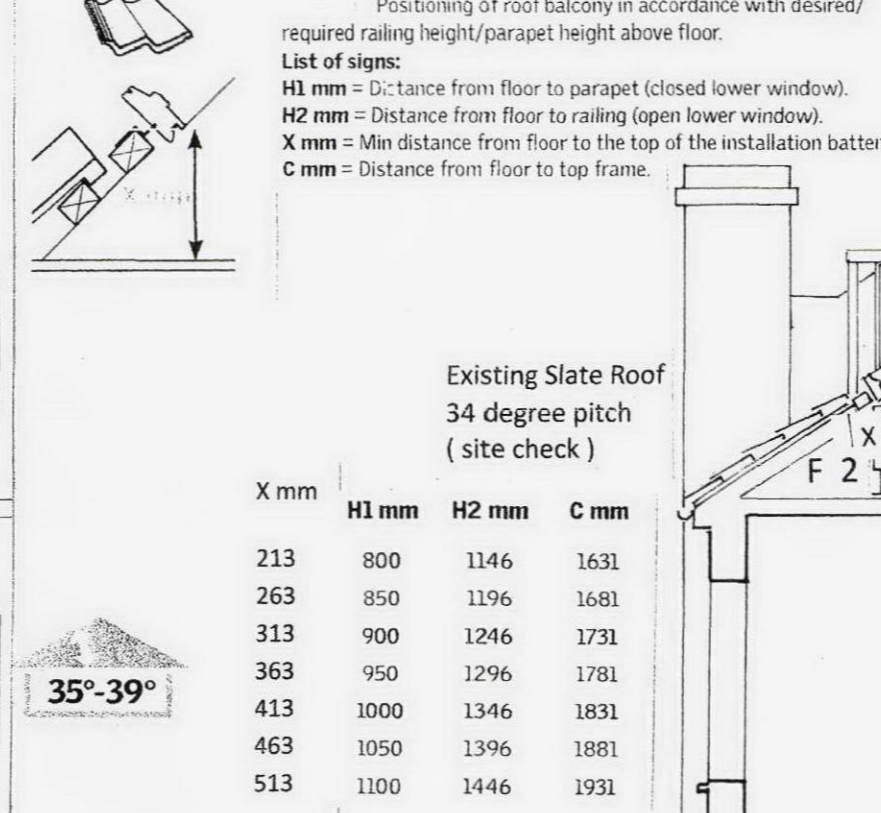 Positioning of roof balcony in accordance with desired/
required railing height/parapet height above floor.
List of signs:
H1 mm = Distance from floor to parapet (closed lower window).
H2 mm = Distance from floor to railing (open lower window).
X mm = Min distance from floor to the top of the installation
C mm = Distance from floor to top frame.
Existing Slate Roof
34 degree pitch
( site check )
X
F 2
X mm H1 mm H2 mm C mm
213 800 1146 1631
263 850 1196 1681
313 900 1246 1731
363 950 1296 1781
413 1000 1346 1831
463 1050 1396 1881
513 1100 1446 1931
35°-39°